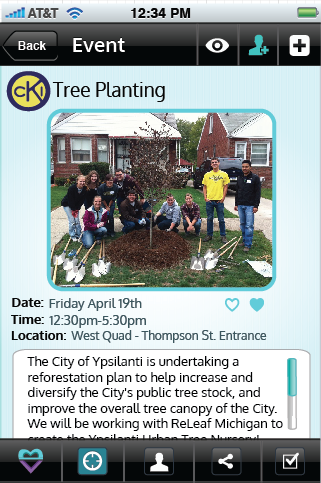 AT&T 12:34 PM
Back Event
CKI Tree Planting
Date: Friday April 19th
Time: 12:30pm-5:30pm
Location: West Quad - Thompson St. Entrance
The City of Ypsilanti is undertaking a
reforestation plan to help increase and
diversify the City's public tree stock, and
improve the overall tree canopy of the City.
We will be working with ReLeaf Michigan to
create the Ypsilanti Urban Tree Nursery!